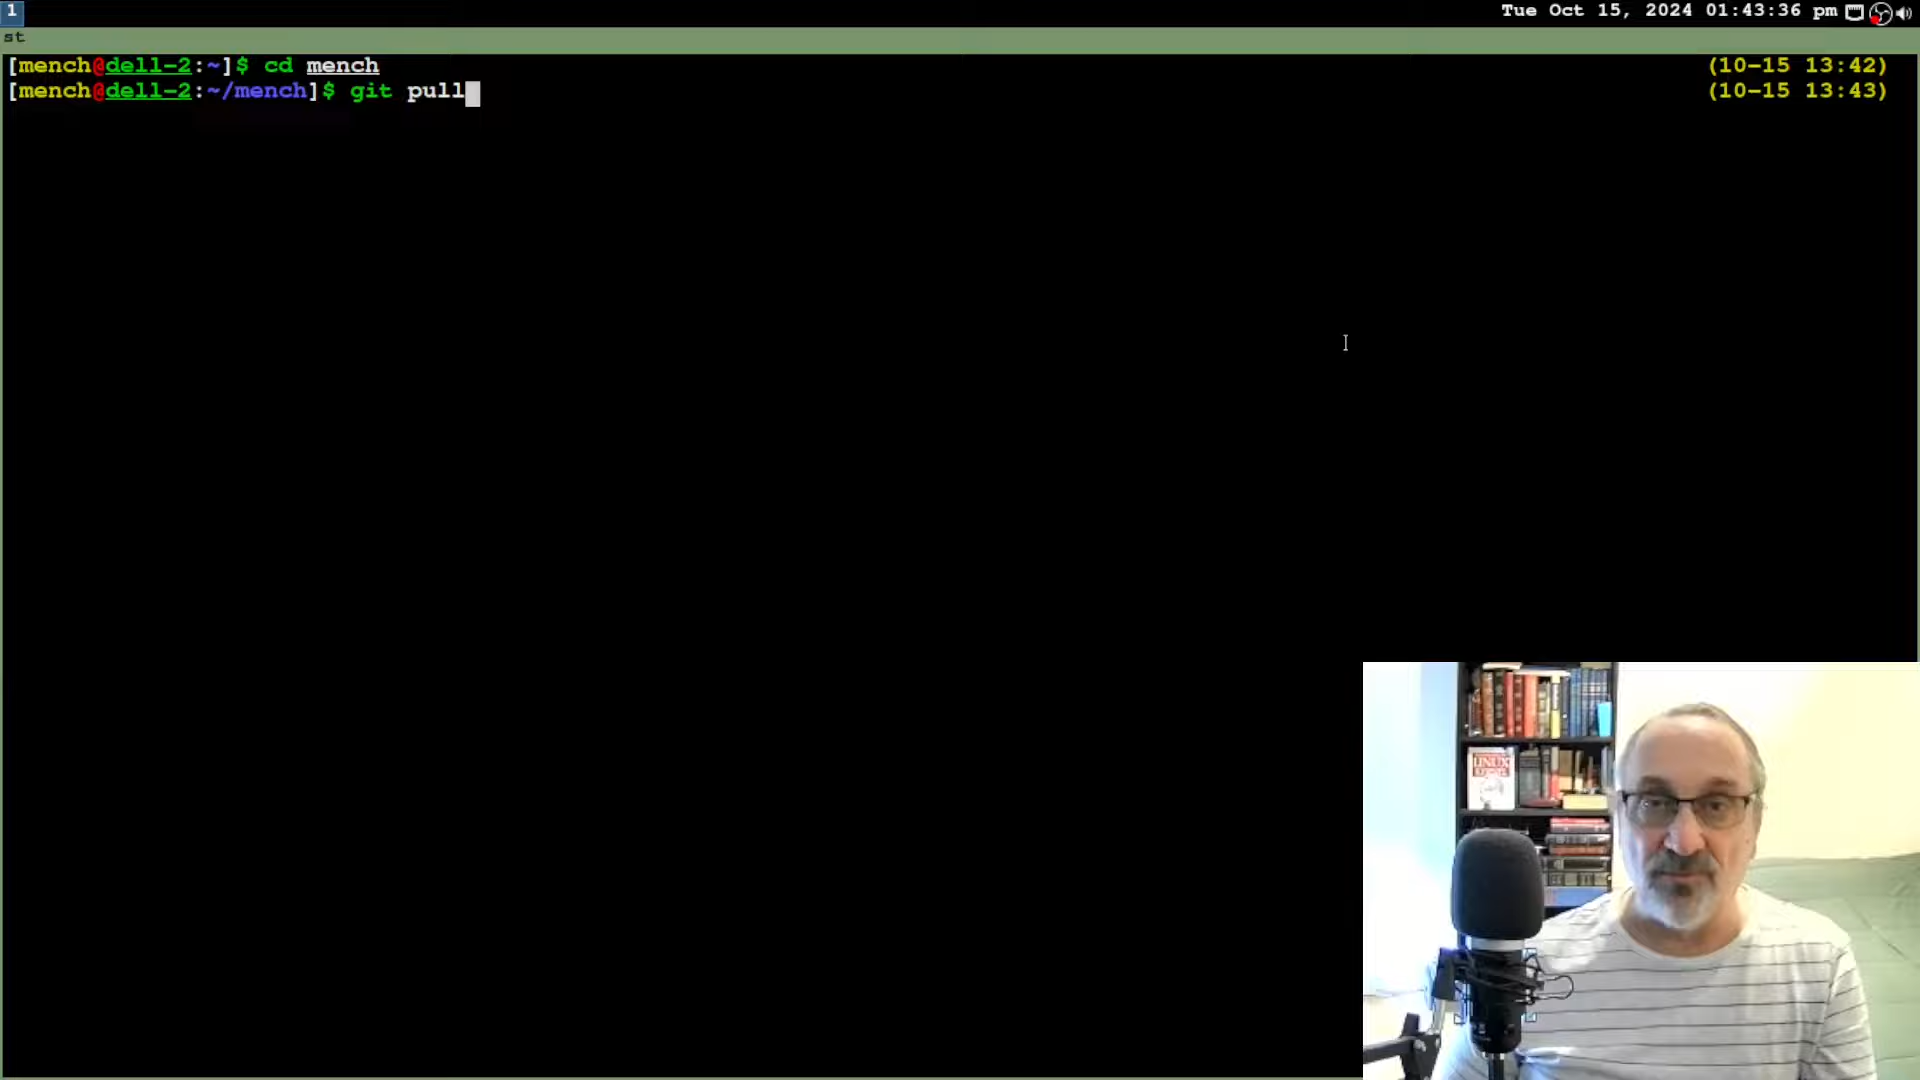 1
Tue Oct 15, 2024 01:43:36 pm
st
[mench@dell-2:~]$ cd mench (10-15 13:42)
[mench@dell-2:~/mench]$ git pull (10-15 13:43)
LINUX